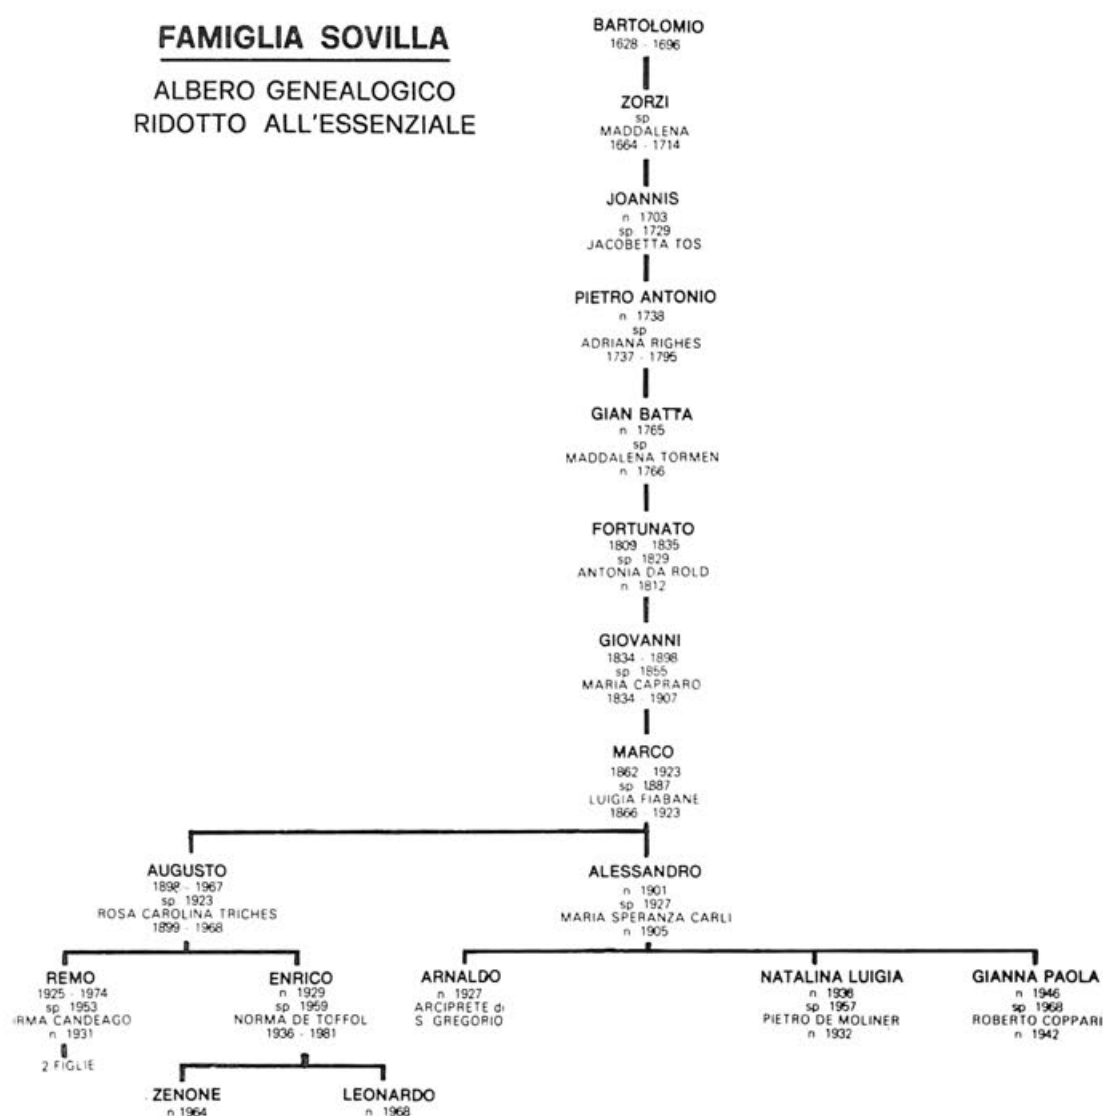 FAMIGLIA SOVILLA
ALBERO GENEALOGICO
RIDOTTO ALL'ESSENZIALE
BARTOLOMIO
1628 - 1696
ZORZI
sp
MADDALENA
1664 - 1714
JOANNIS
n 1703
sp 1729
JACOBETTA TOS
PIETRO ANTONIO
n 1738
sp
ADRIANA RIGHES
1737 - 1795
GIAN BATTA
n 1765
sp
MADDALENA TORMEN
n 1766
FORTUNATO
1809 1835
sp 1829
ANTONIA DA ROLD
n 1812
GIOVANNI
1834 - 1898
sp 1855
MARIA CAPRARO
1834 - 1907
MARCO
1862 - 1923
sp 1887
LUIGIA FIABANE
1866 - 1923
AUGUSTO
1898 - 1967
sp 1923
ROSA CAROLINA TRICHES
1899 - 1968
ALESSANDRO
n 1901
sp 1927
MARIA SPERANZA CARLI
n 1905
REMO
1925 - 1974
sp 1953
IRMA CANDEAGO
n 1931
2 FIGLIE
ENRICO
n 1929
sp 1959
NORMA DE TOFFOL
1936 - 1981
ARNALDO
n 1927
ARCIPRETE di
S GREGORIO
NATALINA LUIGIA
n 1936
sp 1957
PIETRO DE MOLINER
n 1932
GIANNA PAOLA
n 1946
sp 1968
ROBERTO COPPARI
n 1942
ZENONE
n 1964
LEONARDO
n 1968